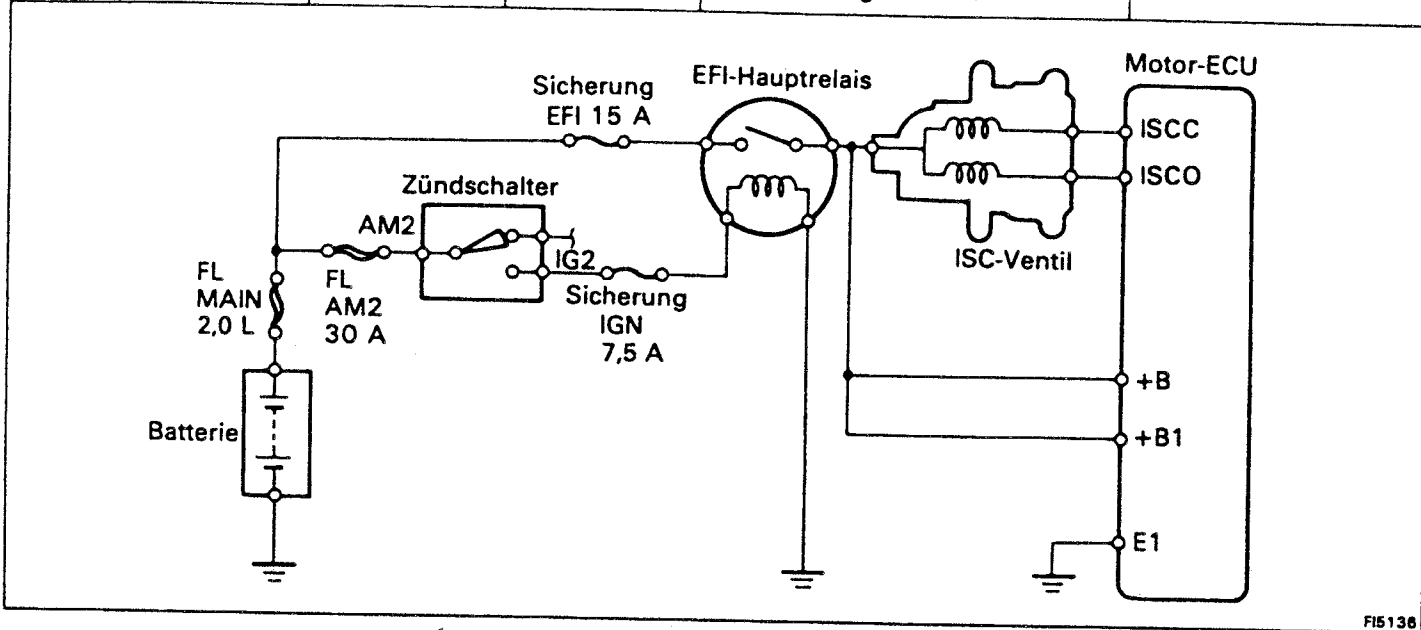 Sicherung
EFI 15 A
EFI-Hauptrelais
Motor-ECU
ISCC
ISCO
Zündschalter
AM2
IG2
ISC-Ventil
FL
MAIN
2,0 L
FL
AM2
30 A
Sicherung
IGN
7,5 A
+B
Batterie
+B1
E1
FI5136